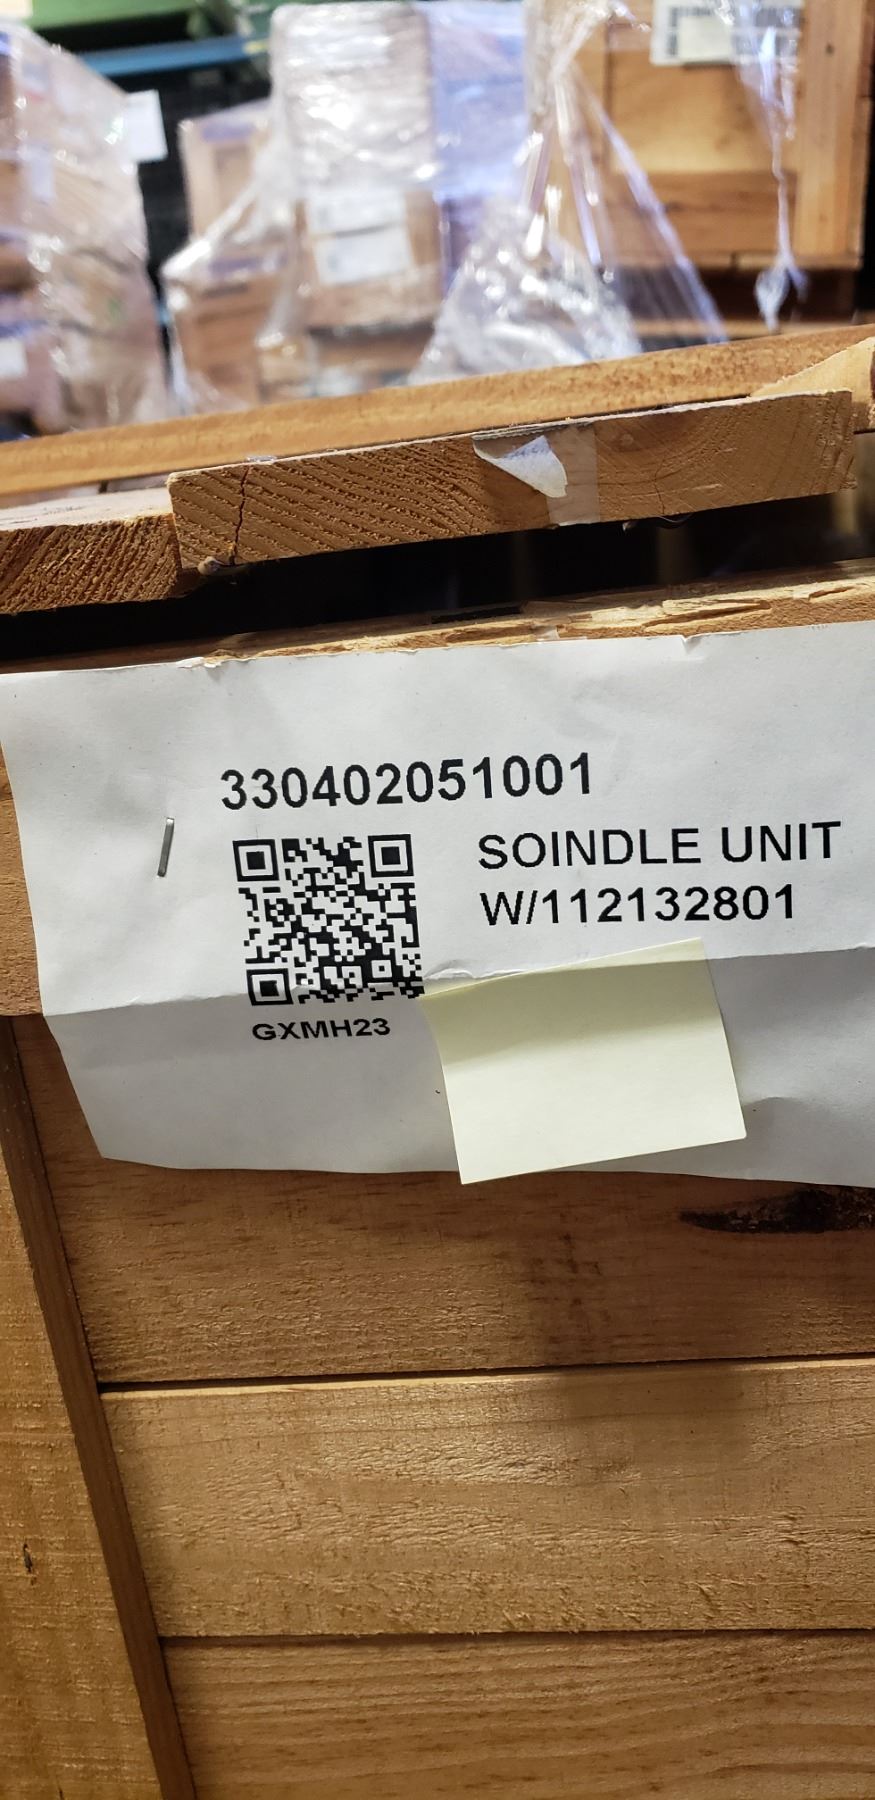 330402051001
SOINDLE UNIT
W/112132801
GXMH23